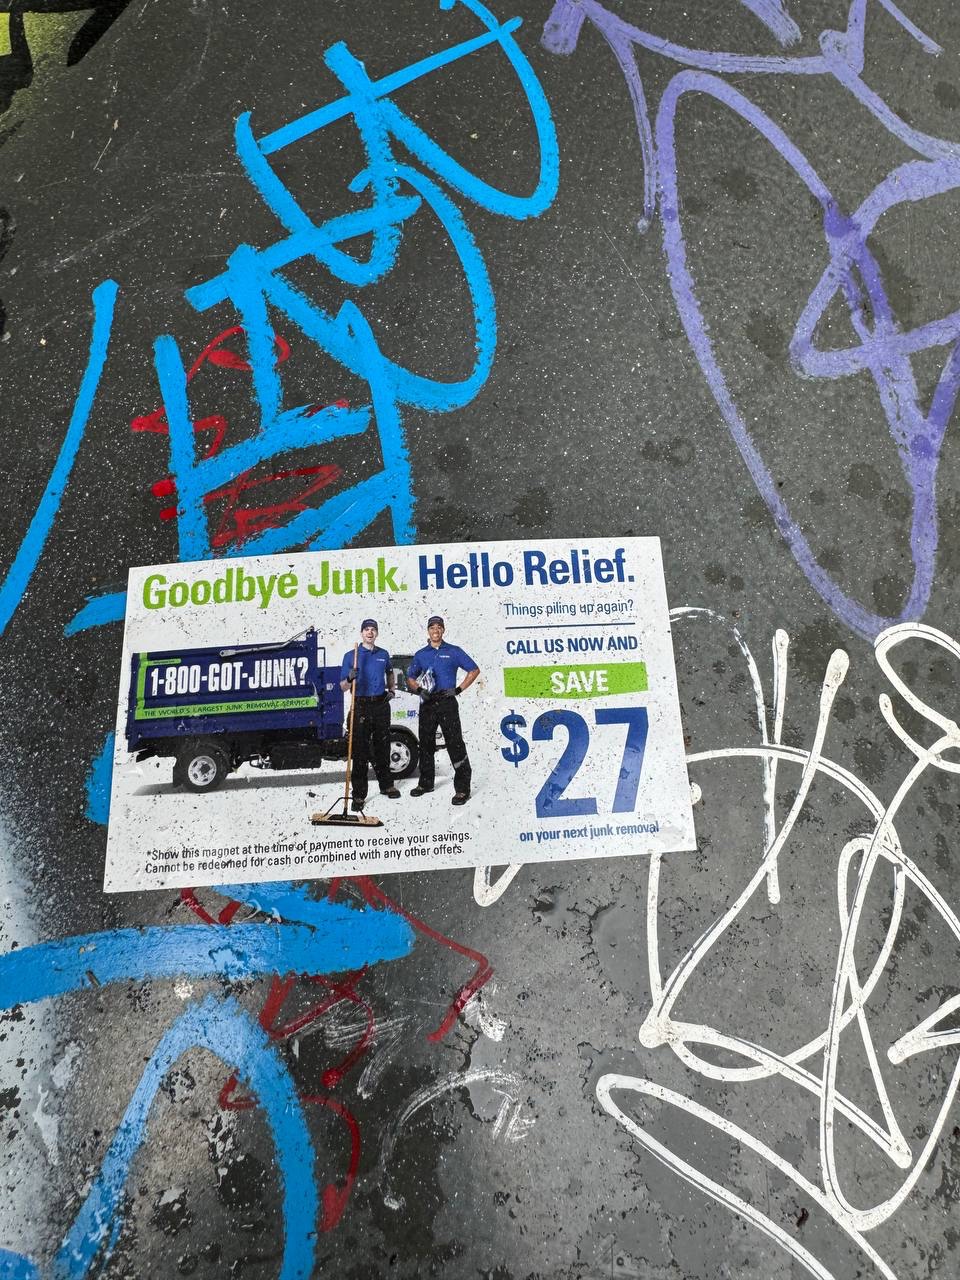 Goodbye Junk. Hello Relief.
Things piling up again?
CALL US NOW AND
SAVE
$27
on your next junk removal
1-800-GOT-JUNK?
THE WORLD'S LARGEST JUNK REMOVAL SERVICE
*Show this magnet at the time of payment to receive your savings.
Cannot be redeemed for cash or combined with any other offers.